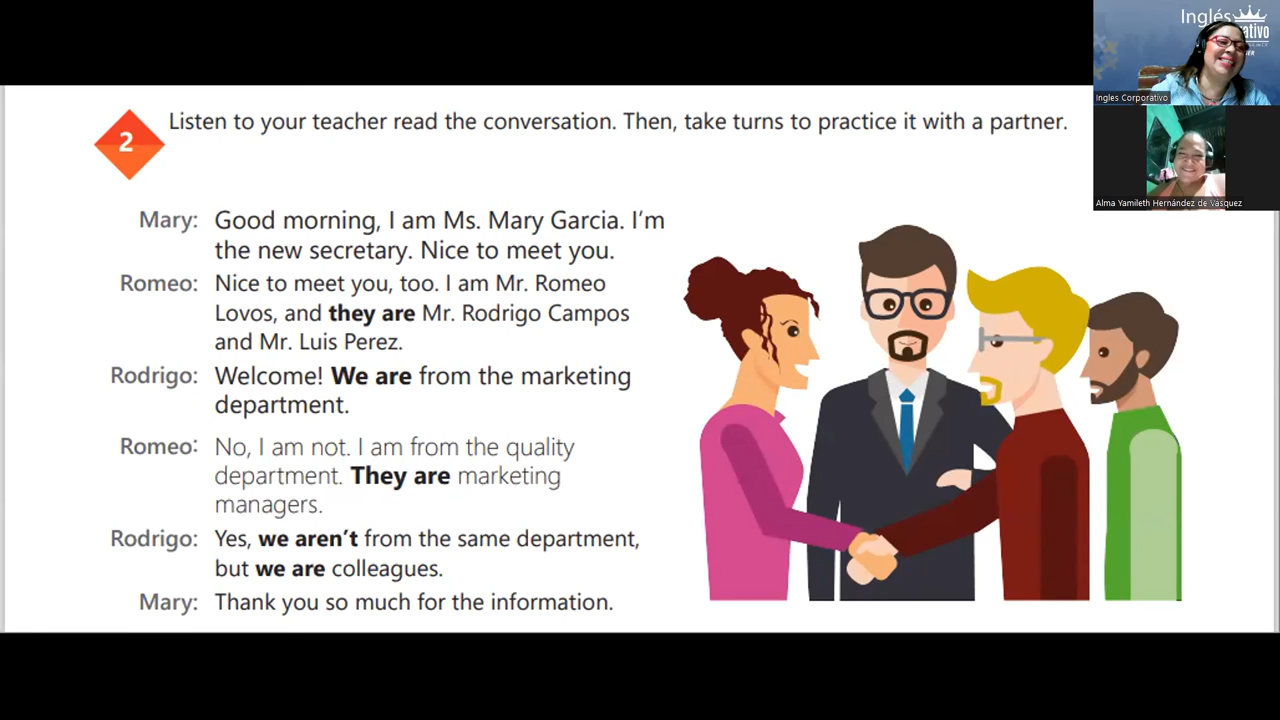 Inglés
2
Listen to your teacher read the conversation. Then, take turns to practice it with a partner.
Ingles Corporativo
Alma Yamileth Hernández de Vasquez
Mary: Good morning, I am Ms. Mary Garcia. I'm
the new secretary. Nice to meet you.
Romeo: Nice to meet you, too. I am Mr. Romeo
Lovos, and they are Mr. Rodrigo Campos
and Mr. Luis Perez.
Rodrigo: Welcome! We are from the marketing
department.
Romeo: No, I am not. I am from the quality
department. They are marketing
managers.
Rodrigo: Yes, we aren't from the same department,
but we are colleagues.
Mary: Thank you so much for the information.